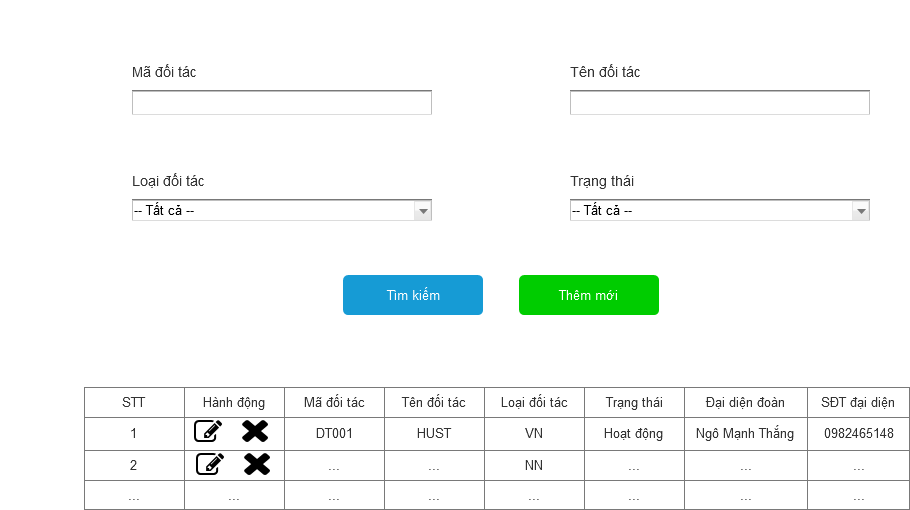 Mã đối tác Tên đối tác
Loại đối tác Trạng thái
-- Tất cả -- -- Tất cả --
Tìm kiếm Thêm mới
STT Hành động Mã đối tác Tên đối tác Loại đối tác Trạng thái Đại diện đoàn SĐT đại diện
1 DT001 HUST VN Hoạt động Ngô Mạnh Thắng 0982465148
2 ... ... NN ... ... ...
... ... ... ... ... ... ... ...